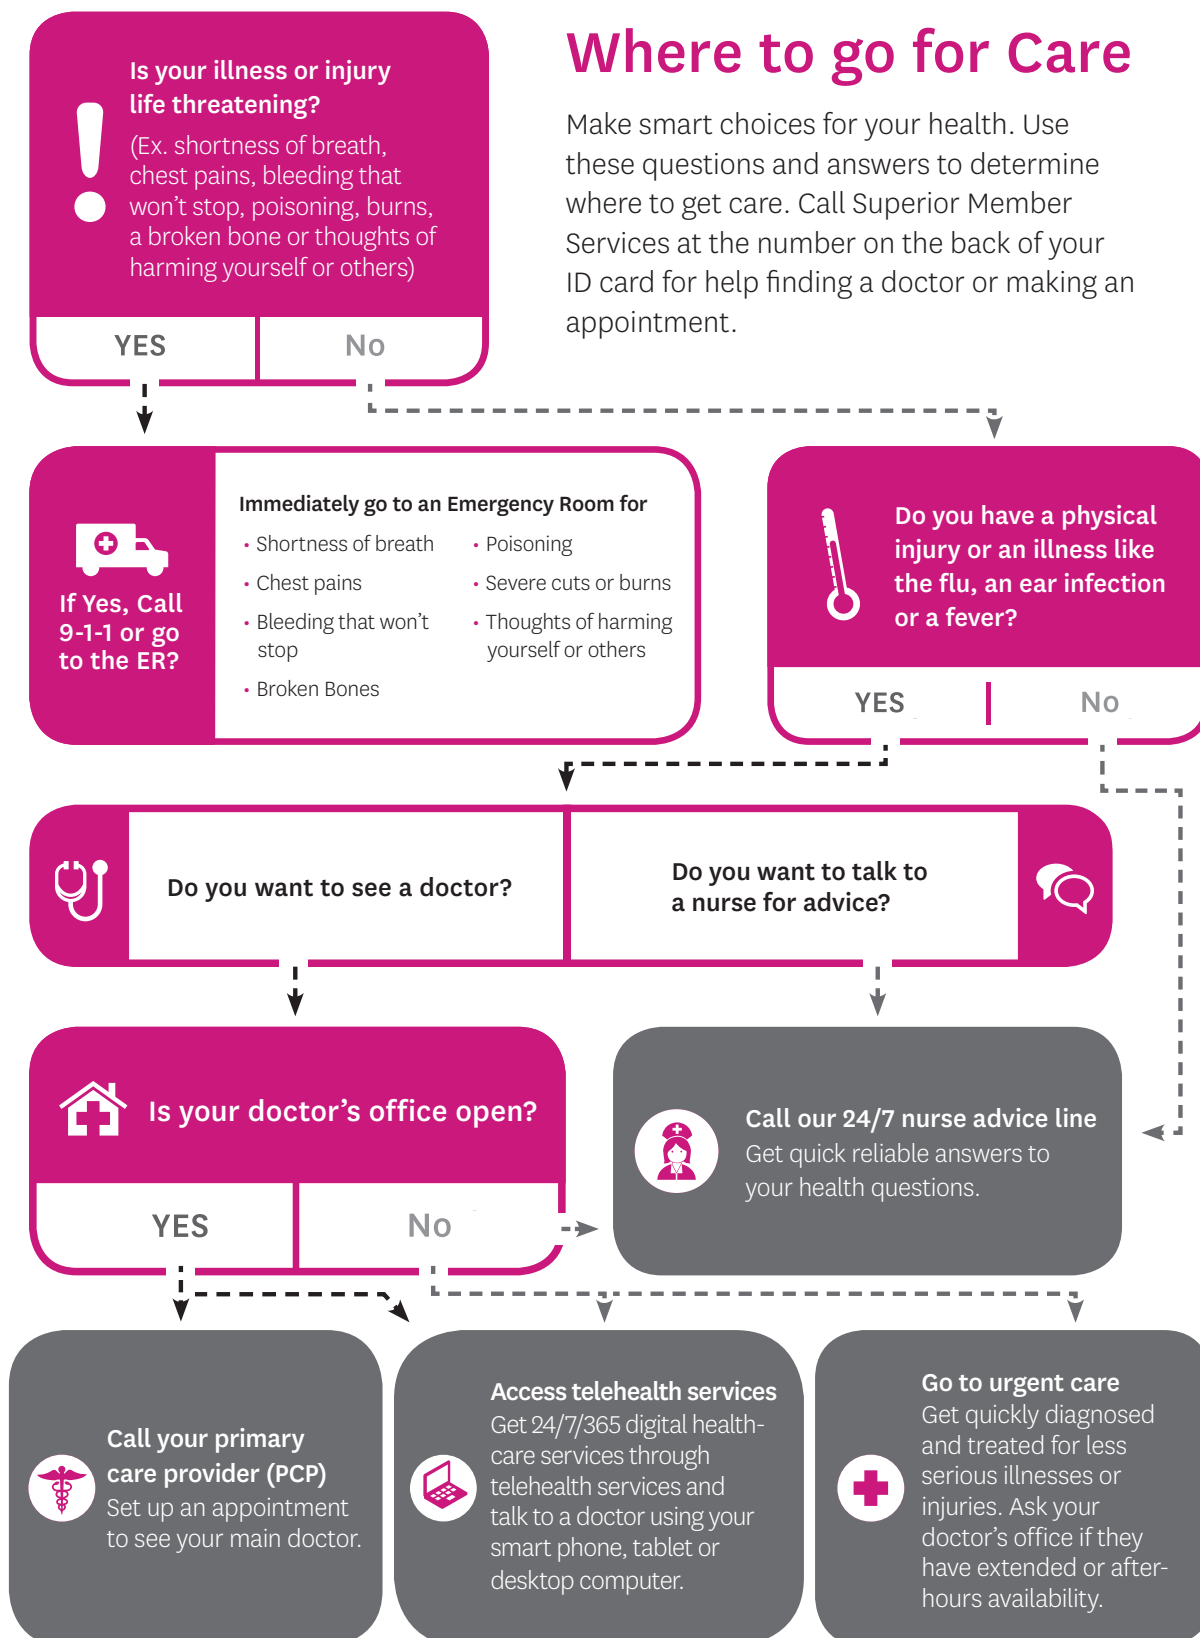 Where to go for Care
Make smart choices for your health. Use
these questions and answers to determine
where to get care. Call Superior Member
Services at the number on the back of your
ID card for help finding a doctor or making an
appointment.
Is your illness or injury
life threatening?
(Ex. shortness of breath,
chest pains, bleeding that
won't stop, poisoning, burns,
a broken bone or thoughts of
harming yourself or others)
YES
No
If Yes, Call
9-1-1 or go
to the ER?
Immediately go to an Emergency Room for
• Shortness of breath
• Chest pains
• Bleeding that won't
stop
• Broken Bones
• Poisoning
• Severe cuts or burns
• Thoughts of harming
yourself or others
Do you have a physical
injury or an illness like
the flu, an ear infection
or a fever?
YES
No
Do you want to see a doctor?
Do you want to talk to
a nurse for advice?
Is your doctor's office open?
YES
No
Call our 24/7 nurse advice line
Get quick reliable answers to
your health questions.
Call your primary
care provider (PCP)
Set up an appointment
to see your main doctor.
Access telehealth services
Get 24/7/365 digital health-
care services through
telehealth services and
talk to a doctor using your
smart phone, tablet or
desktop computer.
Go to urgent care
Get quickly diagnosed
and treated for less
serious illnesses or
injuries. Ask your
doctor's office if they
have extended or after-
hours availability.